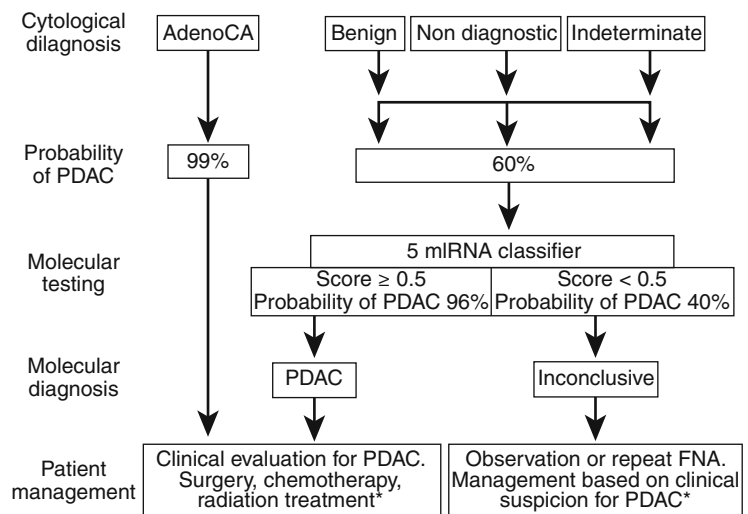 Cytological
dilagnosis
AdenoCA
Benign
Non diagnostic
Indeterminate
Probability
of PDAC
99%
60%
Molecular
testing
5 mlRNA classifier
Score ≥ 0.5
Probability of PDAC 96%
Score < 0.5
Probability of PDAC 40%
Molecular
diagnosis
PDAC
Inconclusive
Patient
management
Clinical evaluation for PDAC.
Surgery, chemotherapy,
radiation treatment*
Observation or repeat FNA.
Management based on clinical
suspicion for PDAC*